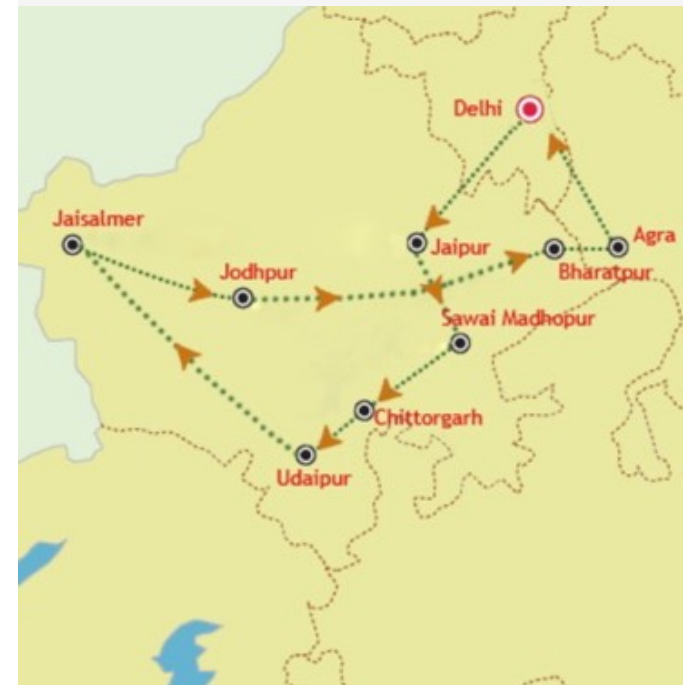 Delhi
Jaisalmer
Agra
Jaipur
Jodhpur
Bharatpur
Sawai Madhopur
Chittorgarh
Udaipur